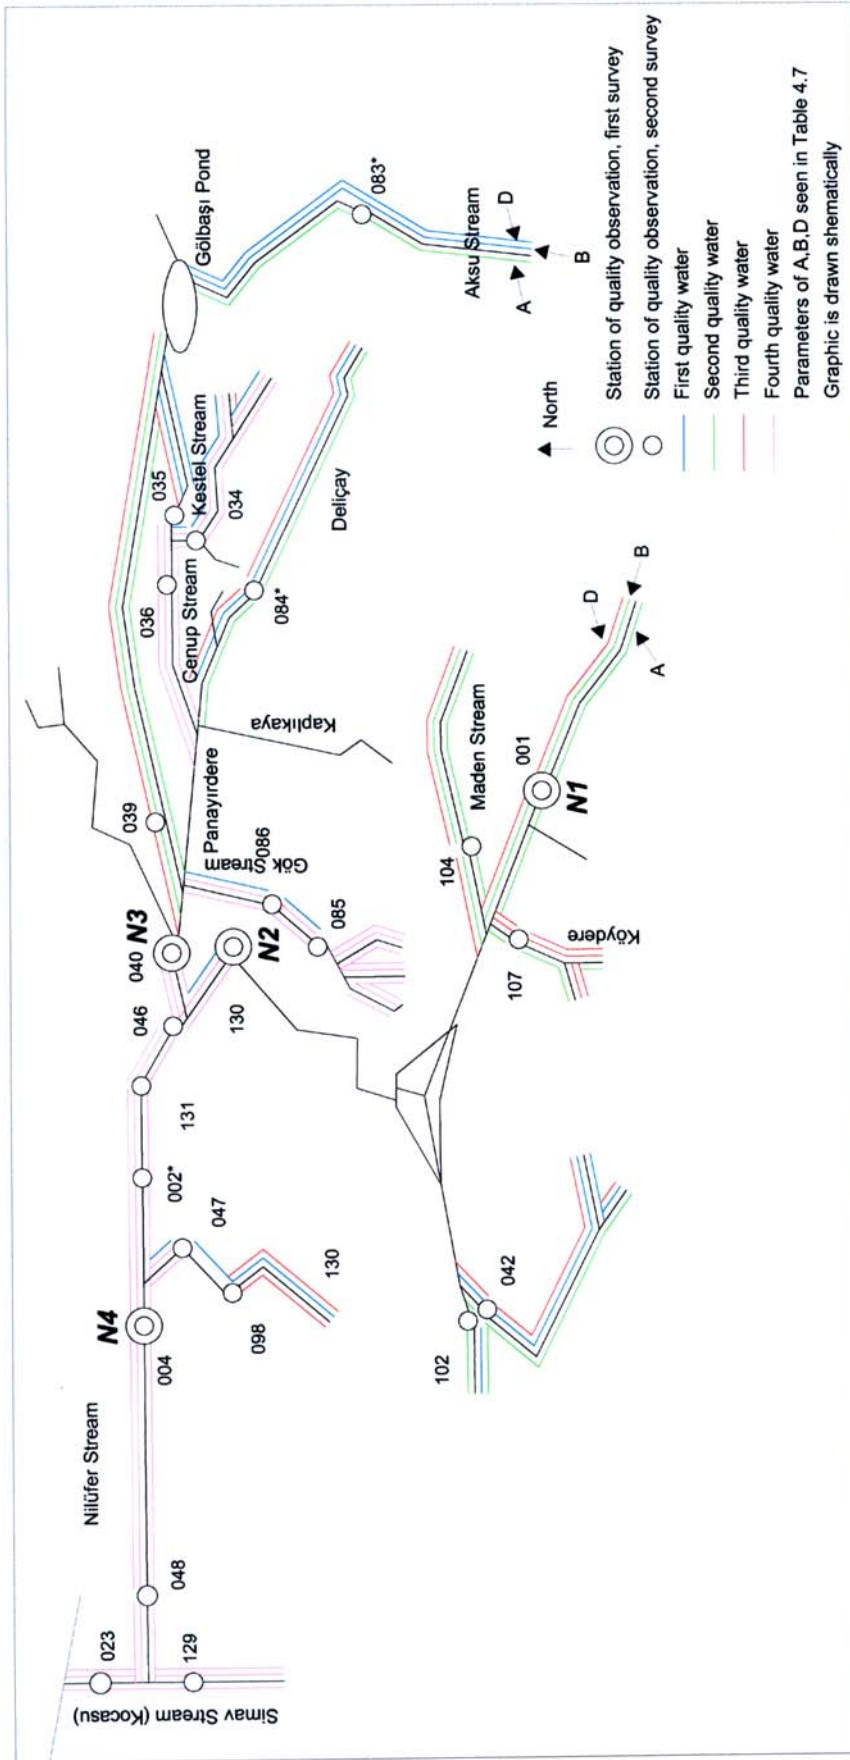 Simav Stream (Kocasu)
023
129
048
Nilüfer Stream
N4
004
098
130
047
002*
131
046
130
040
N3
N2
039
085
086
Gök Stream
Panayırdere
Kaplıkaya
Cenup Stream
036
084*
035
034
Kestel Stream
Deliçay
Gölbaşı Pond
083*
Aksu Stream
A
B
D
102
042
107
104
Köydere
Maden Stream
N1
001
A
B
D
North
Station of quality observation, first survey
Station of quality observation, second survey
First quality water
Second quality water
Third quality water
Fourth quality water
Parameters of A,B,D seen in Table 4.7
Graphic is drawn shematically